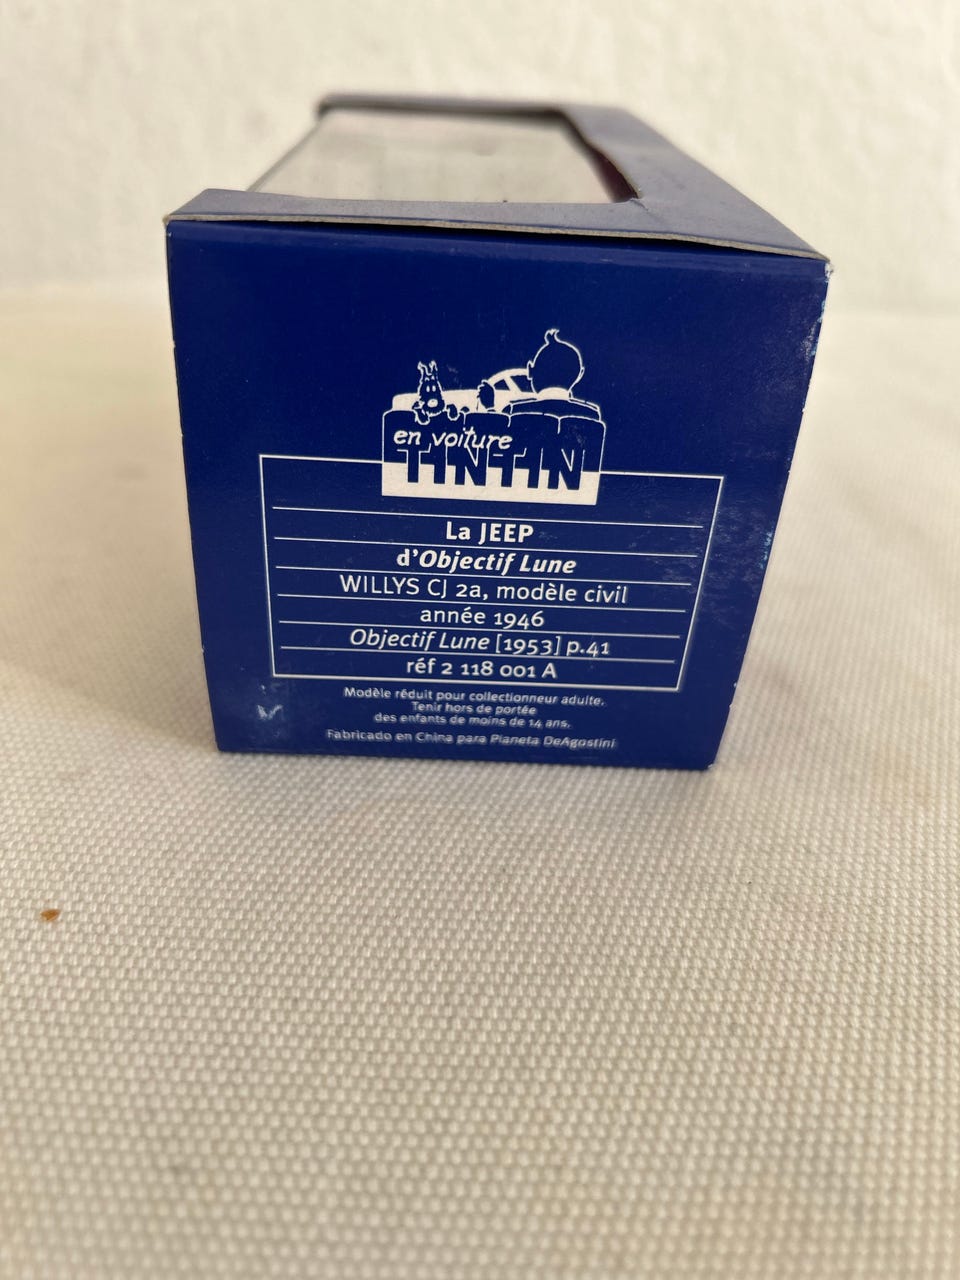 en voiture
TINTIN
La JEEP
d'Objectif Lune
WILLYS CJ 2a, modèle civil
année 1946
Objectif Lune [1953] p.41
réf 2 118 001 A
Modèle réduit pour collectionneur adulte.
Tenir hors de portée
des enfants de moins de 14 ans.
Fabricado en China para Planeta DeAgostini